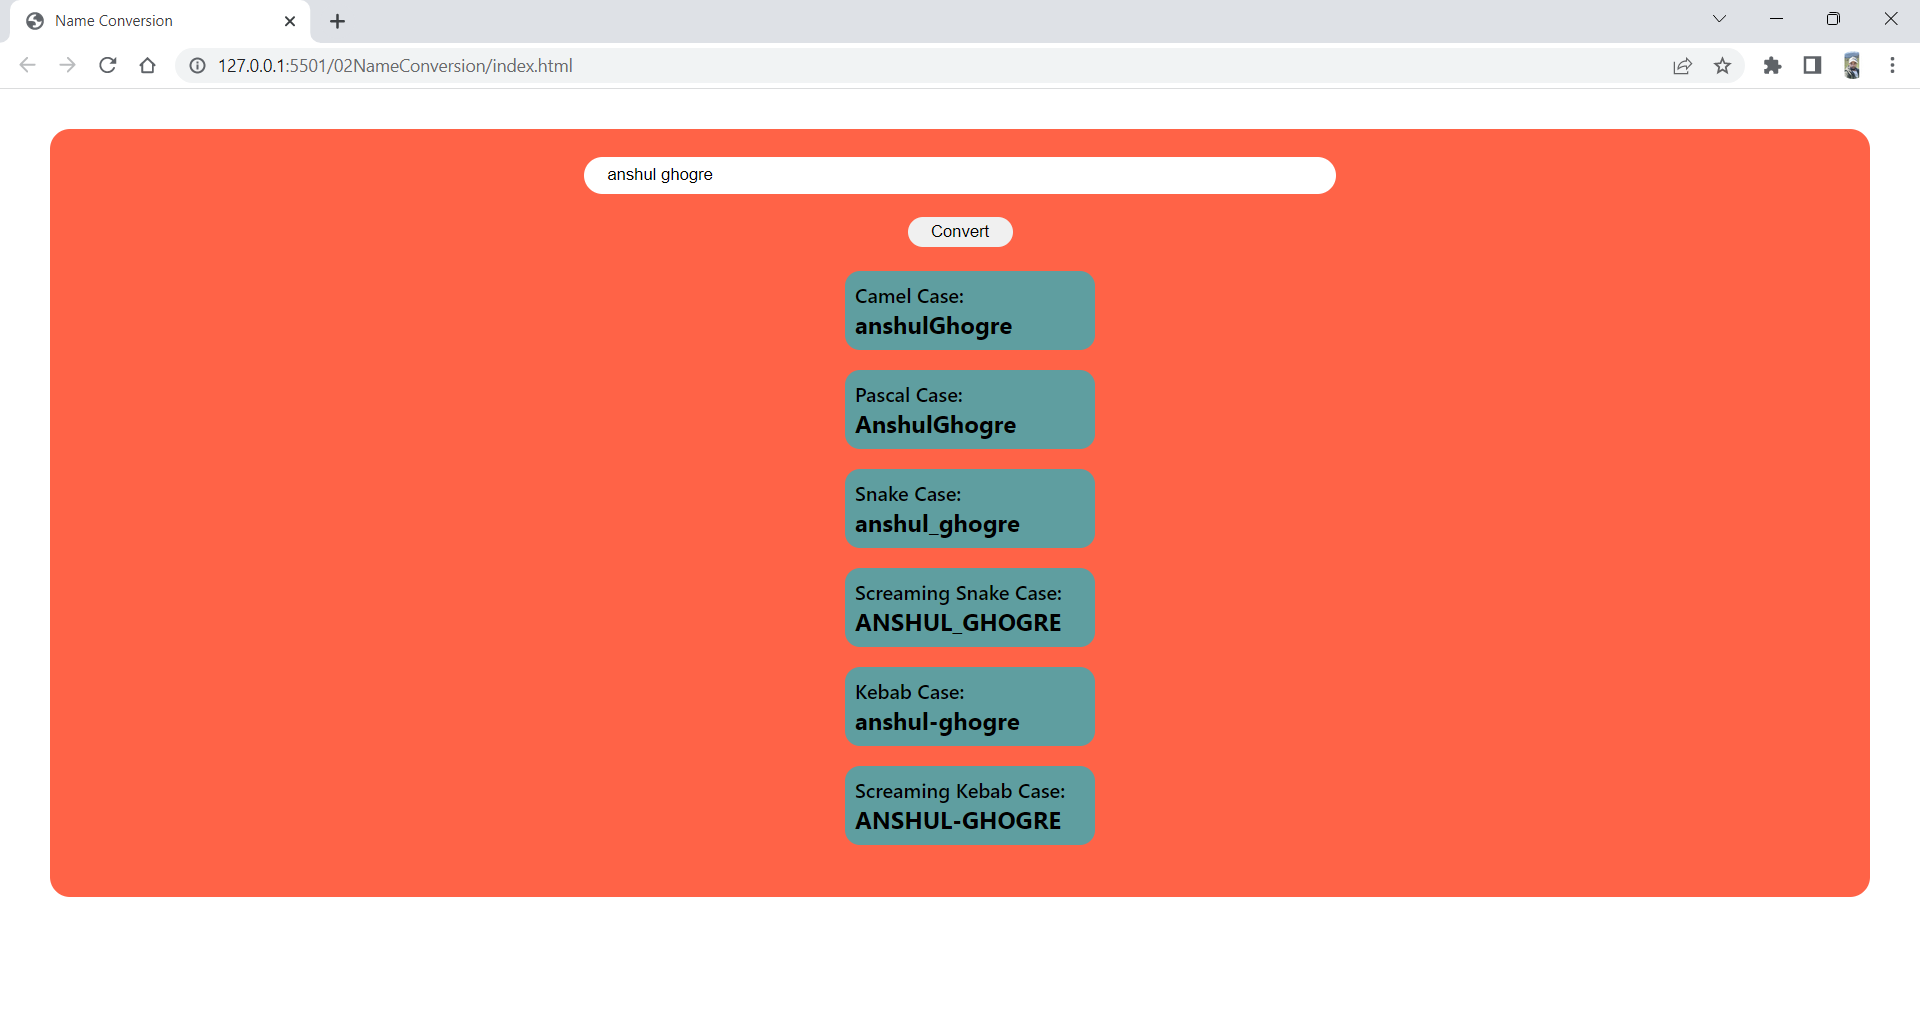 Name Conversion
127.0.0.1:5501/02NameConversion/index.html
anshul ghogre
Convert
Camel Case:
anshulGhogre
Pascal Case:
AnshulGhogre
Snake Case:
anshul_ghogre
Screaming Snake Case:
ANSHUL_GHOGRE
Kebab Case:
anshul-ghogre
Screaming Kebab Case:
ANSHUL-GHOGRE